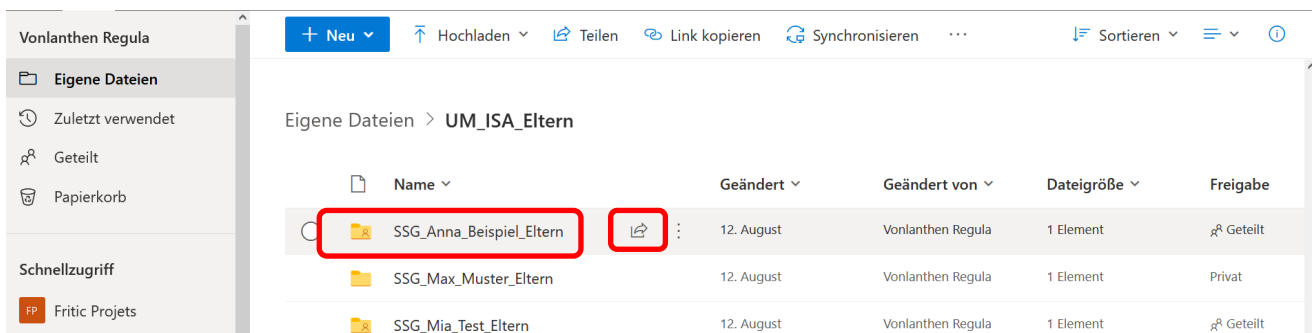 Vonlanthen Regula
Eigene Dateien
Zuletzt verwendet
Geteilt
Papierkorb
Schnellzugriff
FP Fritic Projets
+ Neu Hochladen Teilen Link kopieren Synchronisieren ... Sortieren
Eigene Dateien > UM_ISA_Eltern
Name Geändert Geändert von Dateigröße Freigabe
SSG_Anna_Beispiel_Eltern 12. August Vonlanthen Regula 1 Element Geteilt
SSG_Max_Muster_Eltern 12. August Vonlanthen Regula 1 Element Privat
SSG_Mia_Test_Eltern 12. August Vonlanthen Regula 1 Element Geteilt